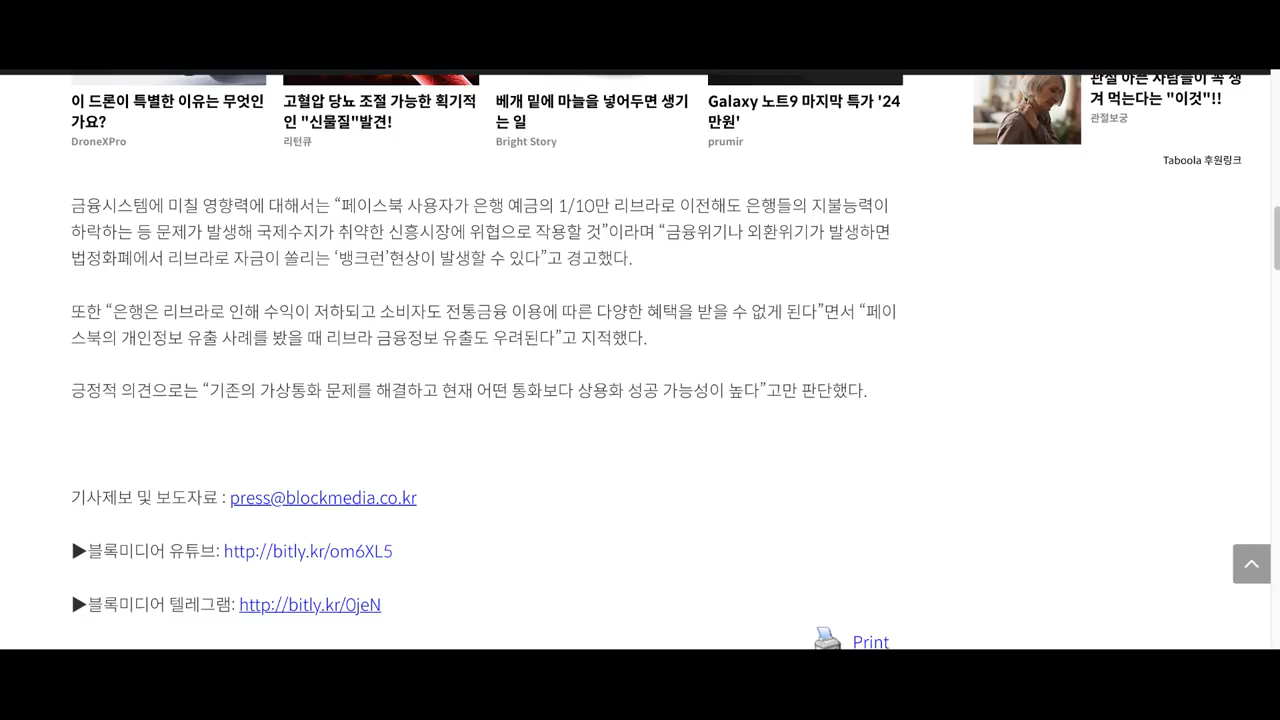 이 드론이 특별한 이유는 무엇인
가요?
DroneXPro
고혈압 당뇨 조절 가능한 획기적
인 "신물질"발견!
리턴큐
베개 밑에 마늘을 넣어두면 생기
는 일
Bright Story
Galaxy 노트9 마지막 특가 '24
만원'
prumir
관절 아픈 사람들이 꼭 챙
겨 먹는다는 "이것"!!
관절보궁
Taboola 후원링크
금융시스템에 미칠 영향력에 대해서는 “페이스북 사용자가 은행 예금의 1/10만 리브라로 이전해도 은행들의 지불능력이
하락하는 등 문제가 발생해 국제수지가 취약한 신흥시장에 위협으로 작용할 것”이라며 “금융위기나 외환위기가 발생하면
법정화폐에서 리브라로 자금이 쏠리는 ‘뱅크런’현상이 발생할 수 있다”고 경고했다.
또한 “은행은 리브라로 인해 수익이 저하되고 소비자도 전통금융 이용에 따른 다양한 혜택을 받을 수 없게 된다”면서 “페이
스북의 개인정보 유출 사례를 봤을 때 리브라 금융정보 유출도 우려된다”고 지적했다.
긍정적 의견으로는 “기존의 가상통화 문제를 해결하고 현재 어떤 통화보다 상용화 성공 가능성이 높다”고만 판단했다.
기사제보 및 보도자료 : press@blockmedia.co.kr
▶블록미디어 유튜브: http://bitly.kr/om6XL5
▶블록미디어 텔레그램: http://bitly.kr/0jeN
Print